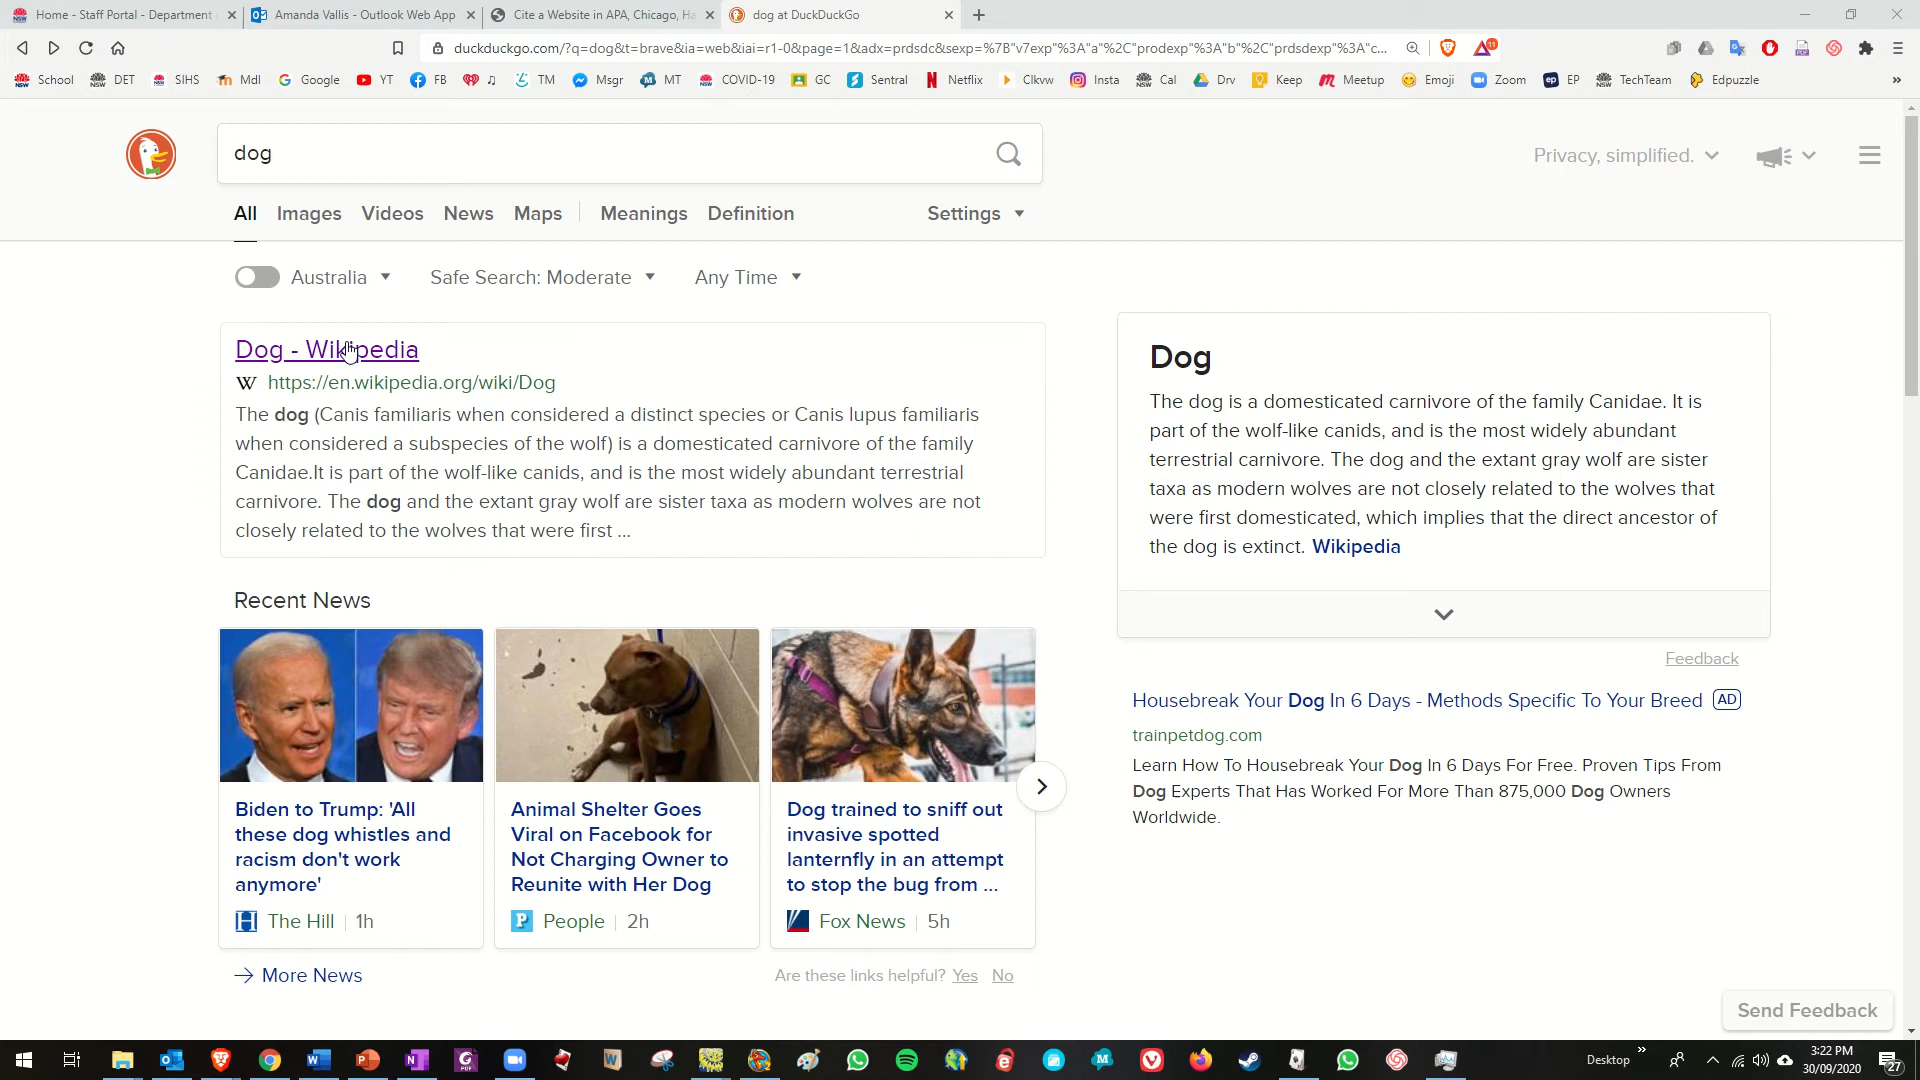 Home - Staff Portal - Department
Amanda Vallis - Outlook Web App
Cite a Website in APA, Chicago, Ha
dog at DuckDuckGo
duckduckgo.com/?q=dog&t=brave&ia=web&iai=r1-0&page=1&adx=prdsdc&sexp=%7B"v7exp"%3A"a"%2C"prodexp"%3A"b"%2C"prdsdexp"%3A"c...
11
School DET SIHS Mdl Google YT FB TM Msgr MT COVID-19 GC Sentral Netflix Clkvw Insta Cal Drv Keep Meetup Emoji Zoom EP TechTeam Edpuzzle »
dog
Privacy, simplified.
All Images Videos News Maps Meanings Definition Settings
Australia Safe Search: Moderate Any Time
Dog - Wikipedia
W https://en.wikipedia.org/wiki/Dog
The dog (Canis familiaris when considered a distinct species or Canis lupus familiaris
when considered a subspecies of the wolf) is a domesticated carnivore of the family
Canidae.It is part of the wolf-like canids, and is the most widely abundant terrestrial
carnivore. The dog and the extant gray wolf are sister taxa as modern wolves are not
closely related to the wolves that were first ...
Recent News
Biden to Trump: 'All
these dog whistles and
racism don't work
anymore'
The Hill 1h
Animal Shelter Goes
Viral on Facebook for
Not Charging Owner to
Reunite with Her Dog
People 2h
Dog trained to sniff out
invasive spotted
lanternfly in an attempt
to stop the bug from ...
Fox News 5h
More News
Are these links helpful? Yes No
Dog
The dog is a domesticated carnivore of the family Canidae. It is
part of the wolf-like canids, and is the most widely abundant
terrestrial carnivore. The dog and the extant gray wolf are sister
taxa as modern wolves are not closely related to the wolves that
were first domesticated, which implies that the direct ancestor of
the dog is extinct. Wikipedia
Feedback
Housebreak Your Dog In 6 Days - Methods Specific To Your Breed AD
trainpetdog.com
Learn How To Housebreak Your Dog In 6 Days For Free. Proven Tips From
Dog Experts That Has Worked For More Than 875,000 Dog Owners
Worldwide.
Send Feedback
Desktop »
3:22 PM
30/09/2020
27